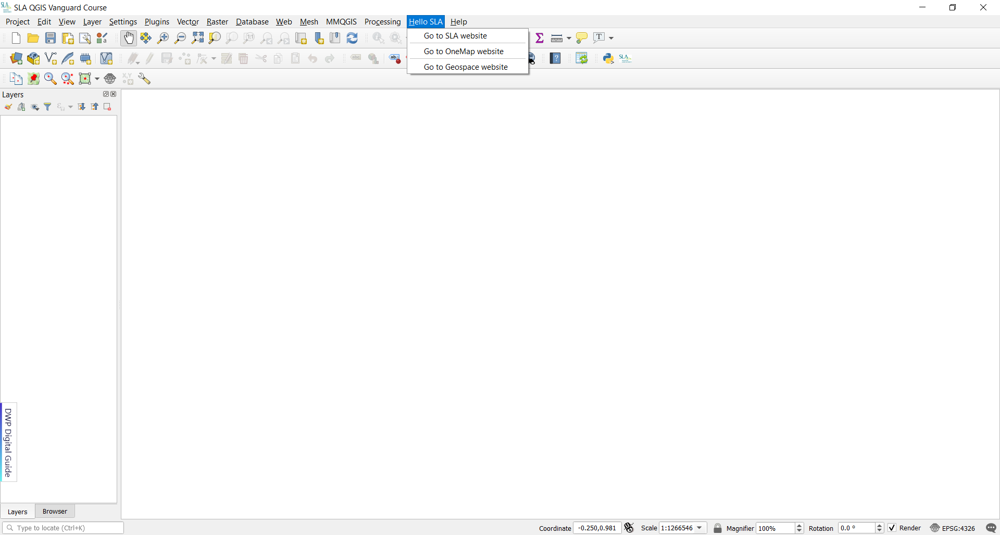 SLA QGIS Vanguard Course
Project Edit View Layer Settings Plugins Vector Raster Database Web Mesh MMQGIS Processing Hello SLA Help
Go to SLA website
Go to OneMap website
Go to Geospace website
Layers
DWP Digital Guide
Layers Browser
Type to locate (Ctrl+K) Coordinate -0.250,0.981 Scale 1:1266546 Magnifier 100% Rotation 0.0 ° Render EPSG:4326